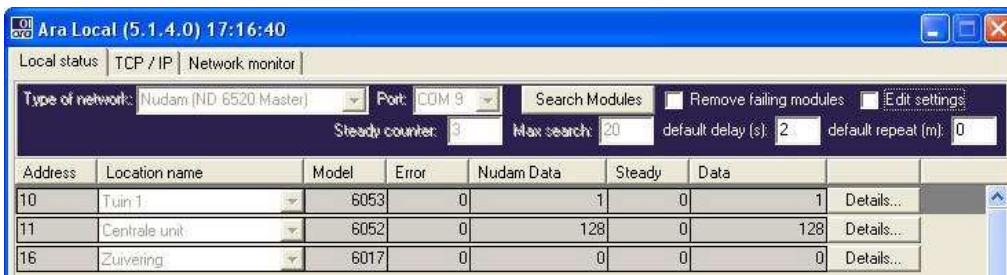 Ara Local (5.1.4.0) 17:16:40
Local status TCP / IP Network monitor
Type of network: Nudam (ND 6520 Master) Port: COM 9 Search Modules Remove failing modules Edit settings
Steady counter: 3 Max search: 20 default delay (s): 2 default repeat (m): 0
Address Location name Model Error Nudam Data Steady Data
10 Tuin 1 6053 0 1 0 1 Details...
11 Centrale unit 6052 0 128 0 128 Details...
16 Zuivering 6017 0 0 0 0 Details...